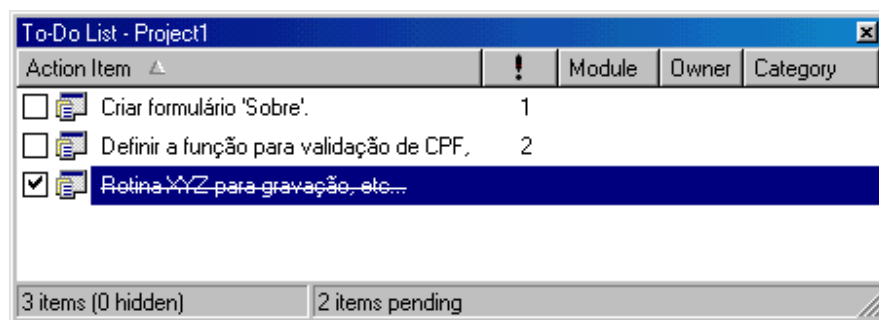 To-Do List - Project1
Action Item ! Module Owner Category
Criar formulário 'Sobre'. 1
Definir a função para validação de CPF, 2
Rotina XYZ para gravação, etc...
3 items (0 hidden) 2 items pending